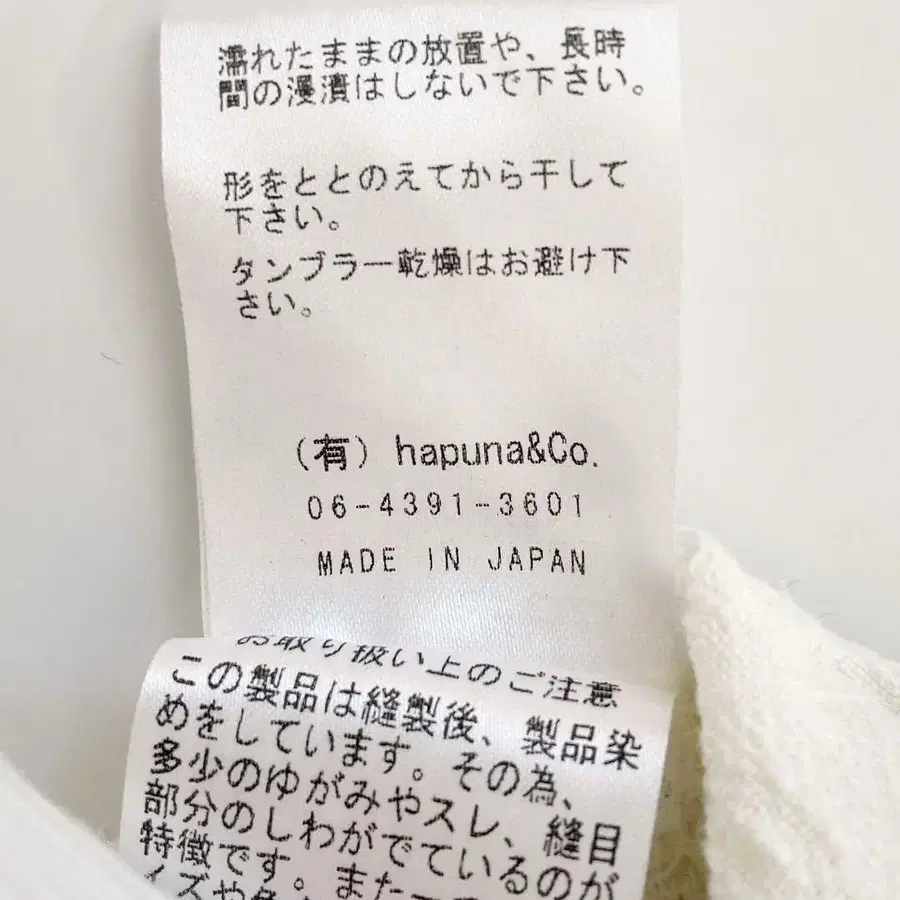 濡れたままの放置や、長時
間の浸漬はしないで下さい。
形をととのえてから干して
下さい。
タンブラー乾燥はお避け下
さい。
(有) hapuna&Co.
06-4391-3601
MADE IN JAPAN
お取り扱い上のご注意
この製品は縫製後、製品染
めをしています。その為、
多少のゆがみやスレ、縫目
部分のしわがでているのが
特徴です。また
イズや